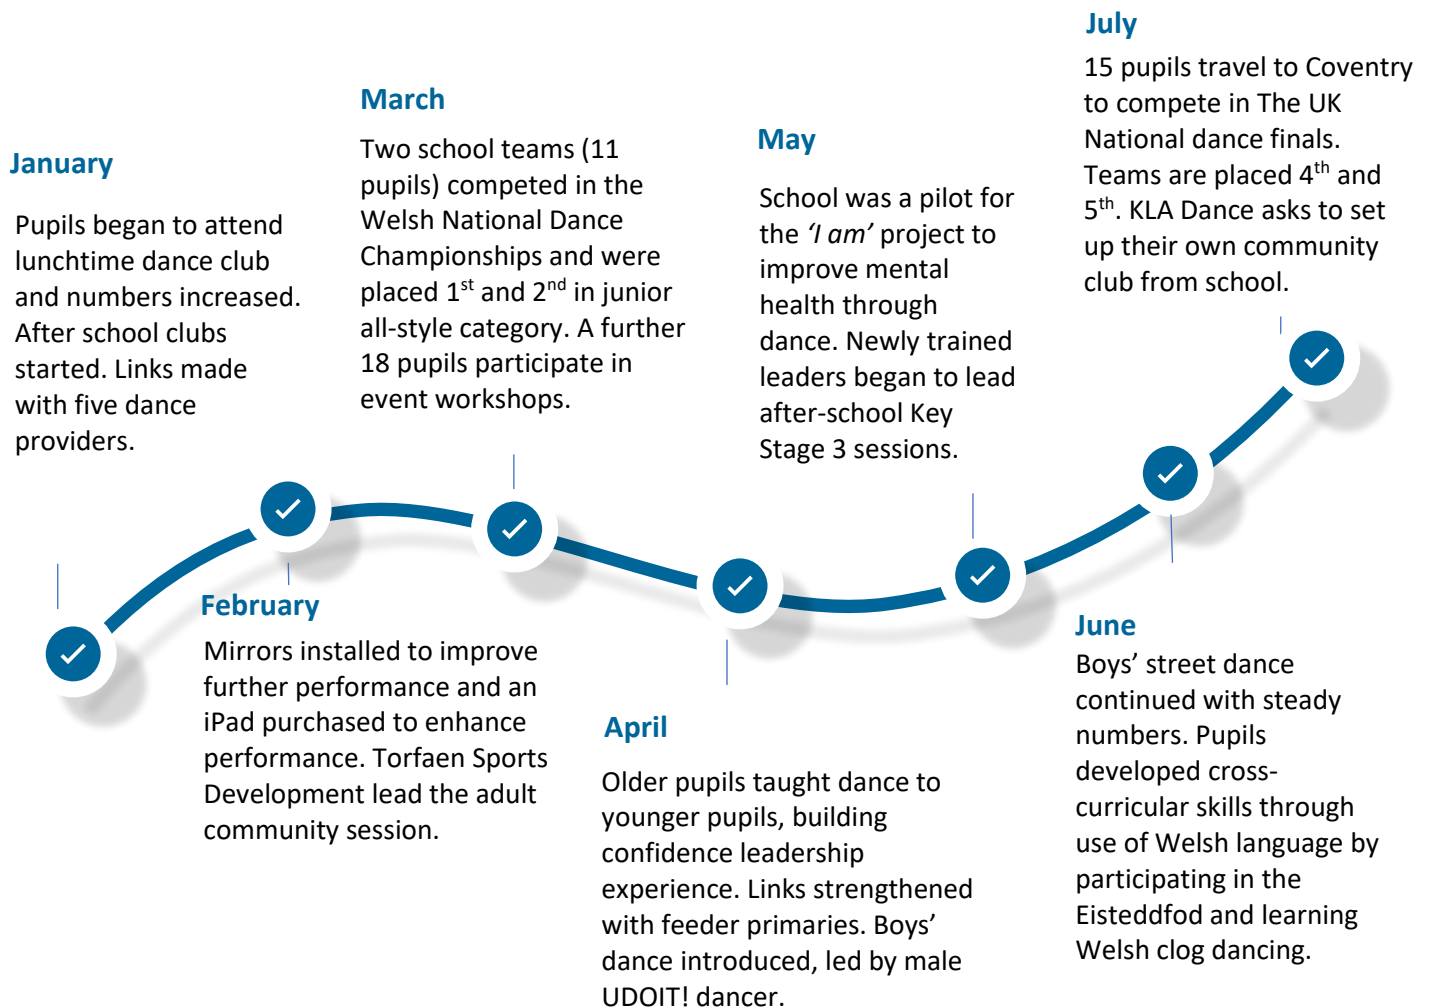 January
Pupils began to attend
lunchtime dance club
and numbers increased.
After school clubs
started. Links made
with five dance
providers.
February
Mirrors installed to improve
further performance and an
iPad purchased to enhance
performance. Torfaen Sports
Development lead the adult
community session.
March
Two school teams (11
pupils) competed in the
Welsh National Dance
Championships and were
placed 1st and 2nd in junior
all-style category. A further
18 pupils participate in
event workshops.
April
Older pupils taught dance to
younger pupils, building
confidence leadership
experience. Links strengthened
with feeder primaries. Boys’
dance introduced, led by male
UDOIT! dancer.
May
School was a pilot for
the ‘I am’ project to
improve mental
health through
dance. Newly trained
leaders began to lead
after-school Key
Stage 3 sessions.
June
Boys’ street dance
continued with steady
numbers. Pupils
developed cross-
curricular skills through
use of Welsh language by
participating in the
Eisteddfod and learning
Welsh clog dancing.
July
15 pupils travel to Coventry
to compete in The UK
National dance finals.
Teams are placed 4th and
5th. KLA Dance asks to set
up their own community
club from school.